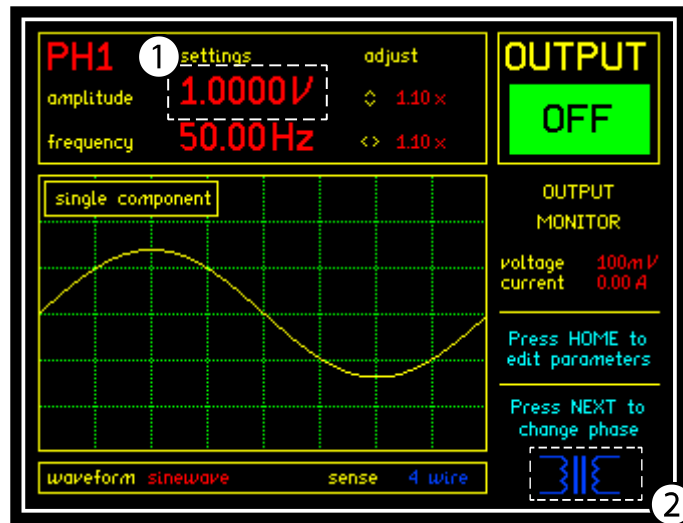 PH1 1 settings adjust
amplitude 1.0000V 1.10 ×
frequency 50.00Hz <> 1.10 ×
OUTPUT
OFF
single component
OUTPUT
MONITOR
voltage 100mV
current 0.00 A
Press HOME to
edit parameters
Press NEXT to
change phase
waveform sinewave sense 4 wire
2